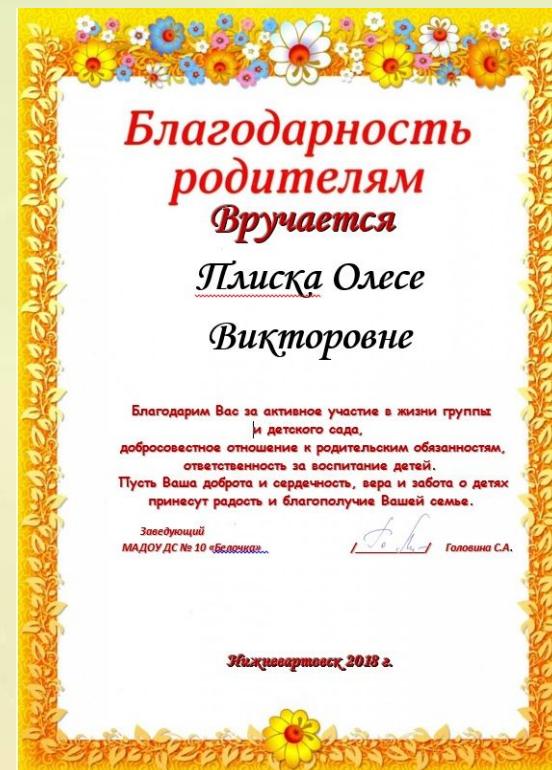 Благодарность
родителям
Вручается
Плиска Олесе
Викторовне
Благодарим Вас за активное участие в жизни группы
и детского сада,
добросовестное отношение к родительским обязанностям,
ответственность за воспитание детей.
Пусть Ваша доброта и сердечность, вера и забота о детях
принесут радость и благополучие Вашей семье.
Заведующий
МАДОУ ДС № 10 «Белочка» / / Головина С.А.
Нижневартовск 2018 г.